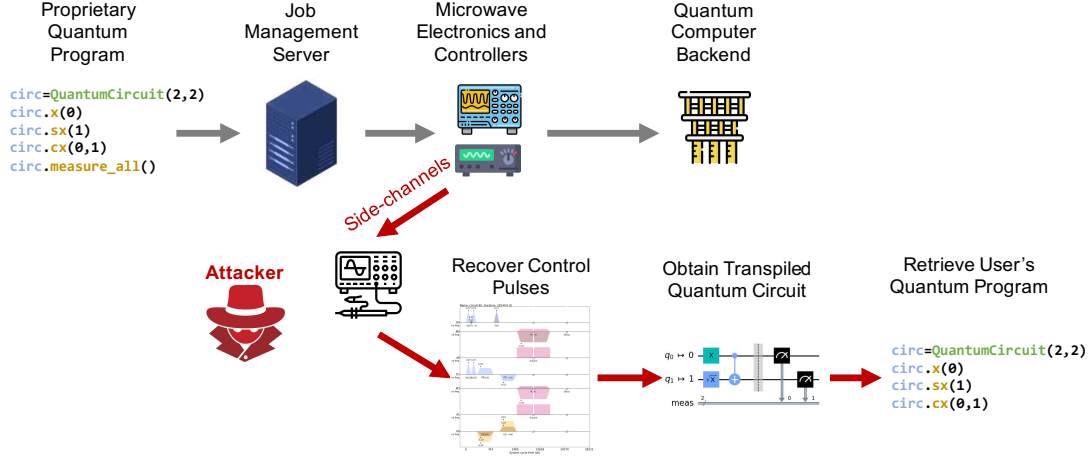 Proprietary
Quantum
Program
Job
Management
Server
Microwave
Electronics and
Controllers
Quantum
Computer
Backend
circ=QuantumCircuit(2,2)
circ.x(0)
circ.sx(1)
circ.cx(0,1)
circ.measure_all()
Side-channels
Attacker
Recover Control
Pulses
Obtain Transpiled
Quantum Circuit
Retrieve User's
Quantum Program
q0 ↦ 0
X
q1 ↦ 1
√X
meas
2
0
1
circ=QuantumCircuit(2,2)
circ.x(0)
circ.sx(1)
circ.cx(0,1)